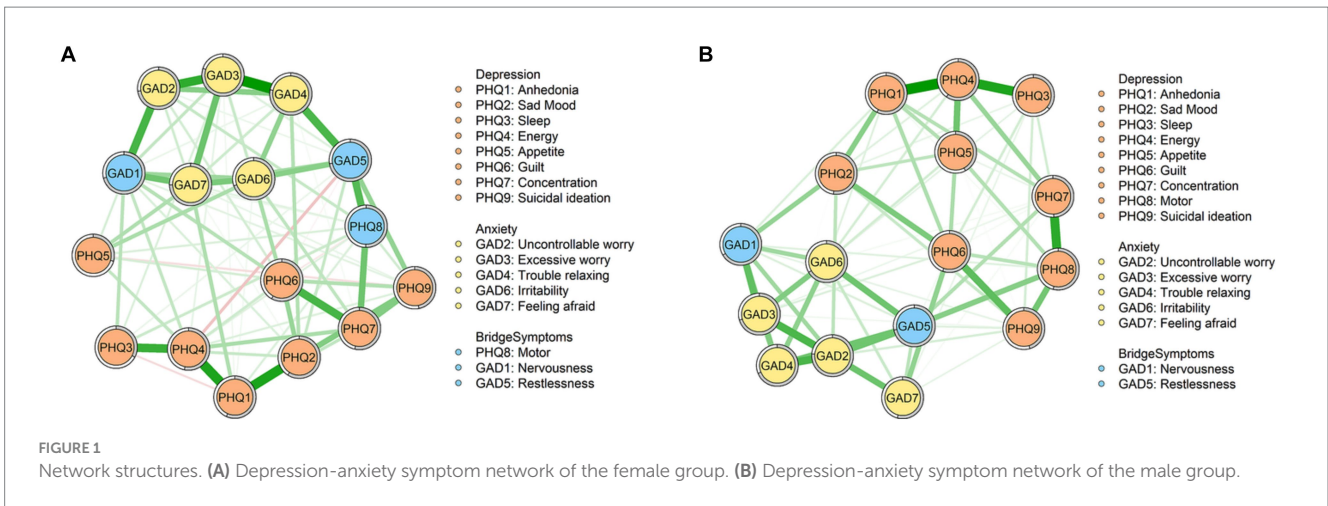 A
GAD3
GAD2
GAD4
GAD5
GAD1
GAD7
GAD6
PHQ8
PHQ5
PHQ6
PHQ9
PHQ7
PHQ3
PHQ4
PHQ2
PHQ1
Depression
PHQ1: Anhedonia
PHQ2: Sad Mood
PHQ3: Sleep
PHQ4: Energy
PHQ5: Appetite
PHQ6: Guilt
PHQ7: Concentration
PHQ9: Suicidal ideation
Anxiety
GAD2: Uncontrollable worry
GAD3: Excessive worry
GAD4: Trouble relaxing
GAD6: Irritability
GAD7: Feeling afraid
BridgeSymptoms
PHQ8: Motor
GAD1: Nervousness
GAD5: Restlessness
B
PHQ4
PHQ1
PHQ3
PHQ5
PHQ2
PHQ7
GAD1
PHQ6
GAD6
PHQ8
GAD3
GAD5
PHQ9
GAD2
GAD4
GAD7
Depression
PHQ1: Anhedonia
PHQ2: Sad Mood
PHQ3: Sleep
PHQ4: Energy
PHQ5: Appetite
PHQ6: Guilt
PHQ7: Concentration
PHQ8: Motor
PHQ9: Suicidal ideation
Anxiety
GAD2: Uncontrollable worry
GAD3: Excessive worry
GAD4: Trouble relaxing
GAD6: Irritability
GAD7: Feeling afraid
BridgeSymptoms
GAD1: Nervousness
GAD5: Restlessness
FIGURE 1
Network structures. (A) Depression-anxiety symptom network of the female group. (B) Depression-anxiety symptom network of the male group.